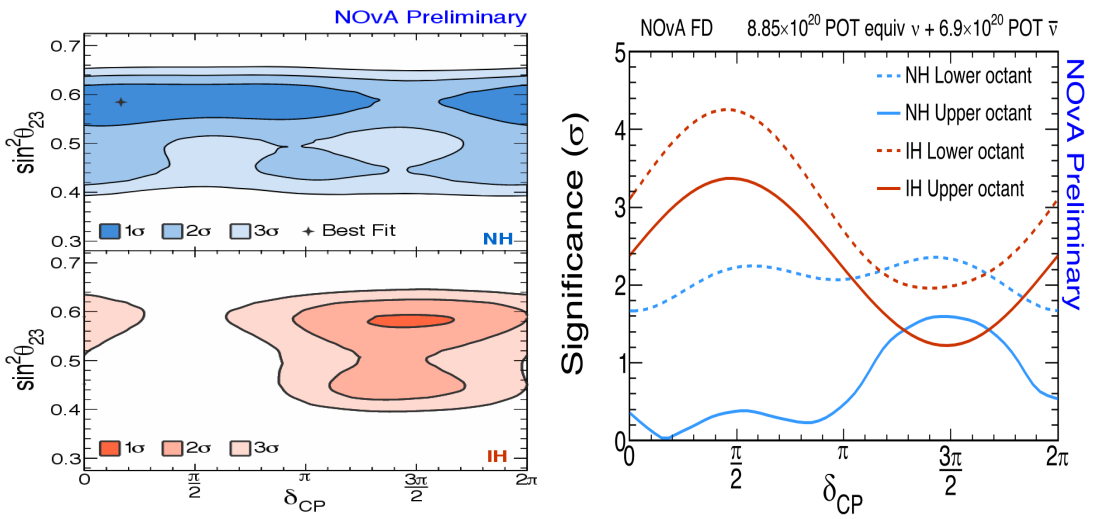 NOvA Preliminary
0.7
0.6
0.5
0.4
0.3
sin²θ₂₃
1σ 2σ 3σ Best Fit
NH
0.7
0.6
0.5
0.4
0.3
sin²θ₂₃
1σ 2σ 3σ
IH
0 π/2 π 3π/2 2π
δCP
NOvA FD 8.85×10²⁰ POT equiv ν + 6.9×10²⁰ POT ν̅
NOvA Preliminary
5
4
3
2
1
0
Significance (σ)
NH Lower octant
NH Upper octant
IH Lower octant
IH Upper octant
0 π/2 π 3π/2 2π
δCP